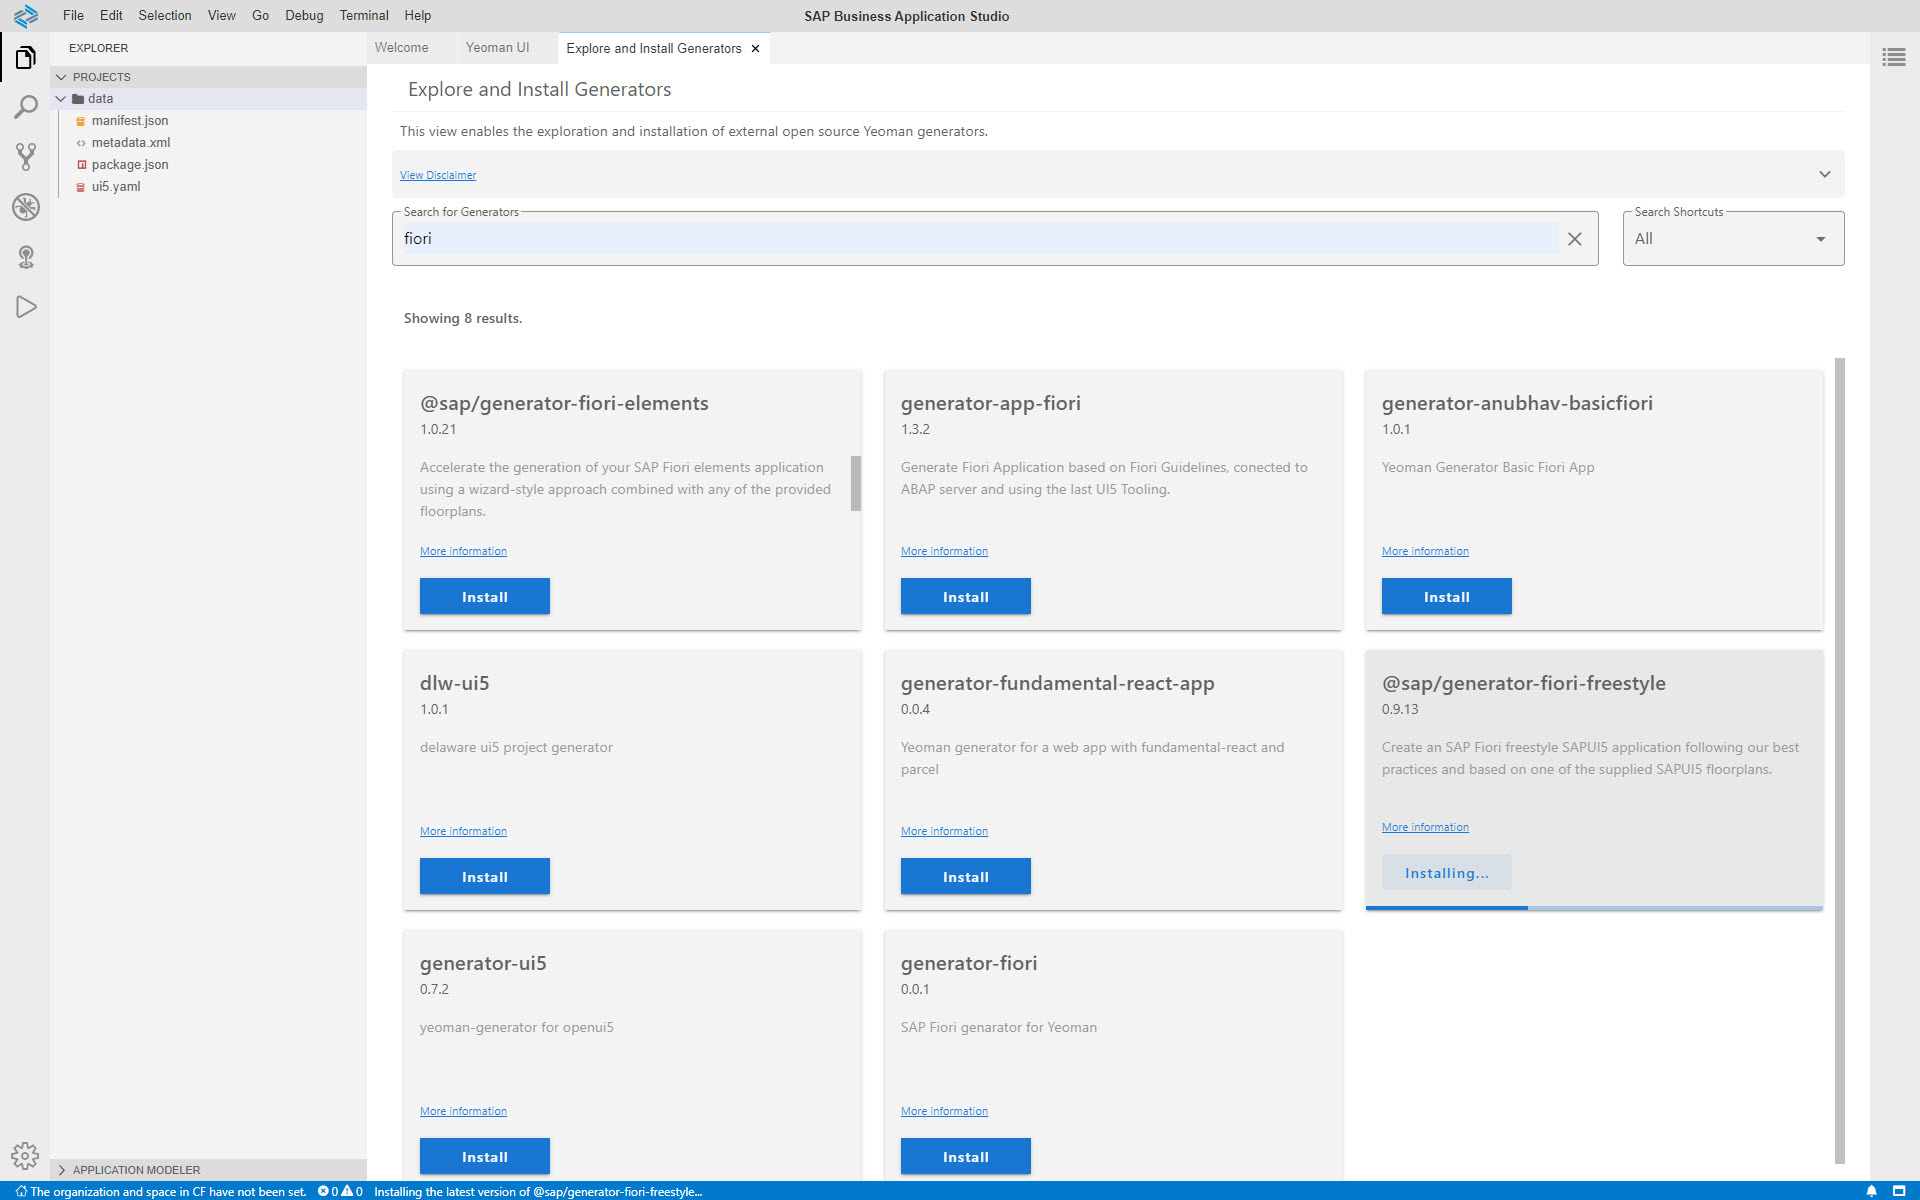 File Edit Selection View Go Debug Terminal Help
SAP Business Application Studio
EXPLORER
PROJECTS
data
manifest.json
metadata.xml
package.json
ui5.yaml
APPLICATION MODELER
Welcome
Yeoman UI
Explore and Install Generators
Explore and Install Generators
This view enables the exploration and installation of external open source Yeoman generators.
View Disclaimer
Search for Generators
fiori
Search Shortcuts
All
Showing 8 results.
@sap/generator-fiori-elements
1.0.21
Accelerate the generation of your SAP Fiori elements application
using a wizard-style approach combined with any of the provided
floorplans.
More information
Install
generator-app-fiori
1.3.2
Generate Fiori Application based on Fiori Guidelines, conected to
ABAP server and using the last UI5 Tooling.
More information
Install
generator-anubhav-basicfiori
1.0.1
Yeoman Generator Basic Fiori App
More information
Install
dlw-ui5
1.0.1
delaware ui5 project generator
More information
Install
generator-fundamental-react-app
0.0.4
Yeoman generator for a web app with fundamental-react and
parcel
More information
Install
@sap/generator-fiori-freestyle
0.9.13
Create an SAP Fiori freestyle SAPUI5 application following our best
practices and based on one of the supplied SAPUI5 floorplans.
More information
Installing...
generator-ui5
0.7.2
yeoman-generator for openui5
More information
Install
generator-fiori
0.0.1
SAP Fiori genarator for Yeoman
More information
Install
The organization and space in CF have not been set. 0 0 Installing the latest version of @sap/generator-fiori-freestyle...